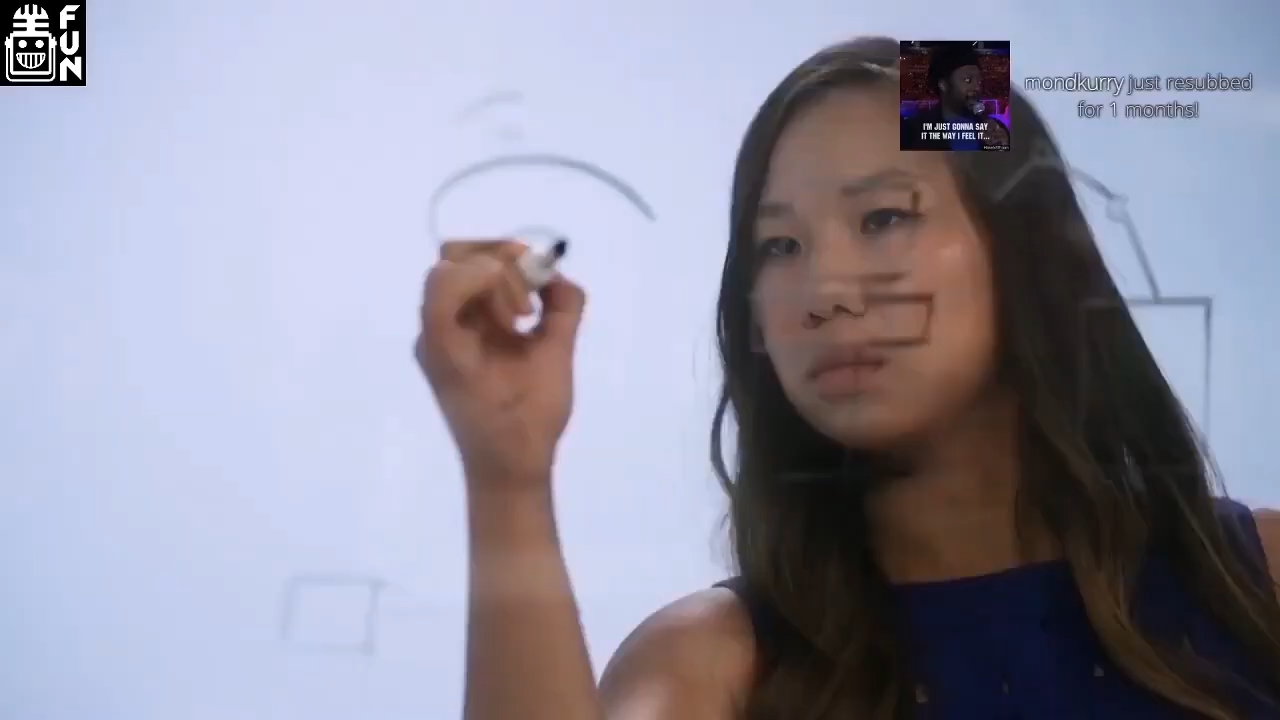 FUN
mondkurry just resubbed
for 1 months!
I'M JUST GONNA SAY
IT THE WAY I FEEL IT...